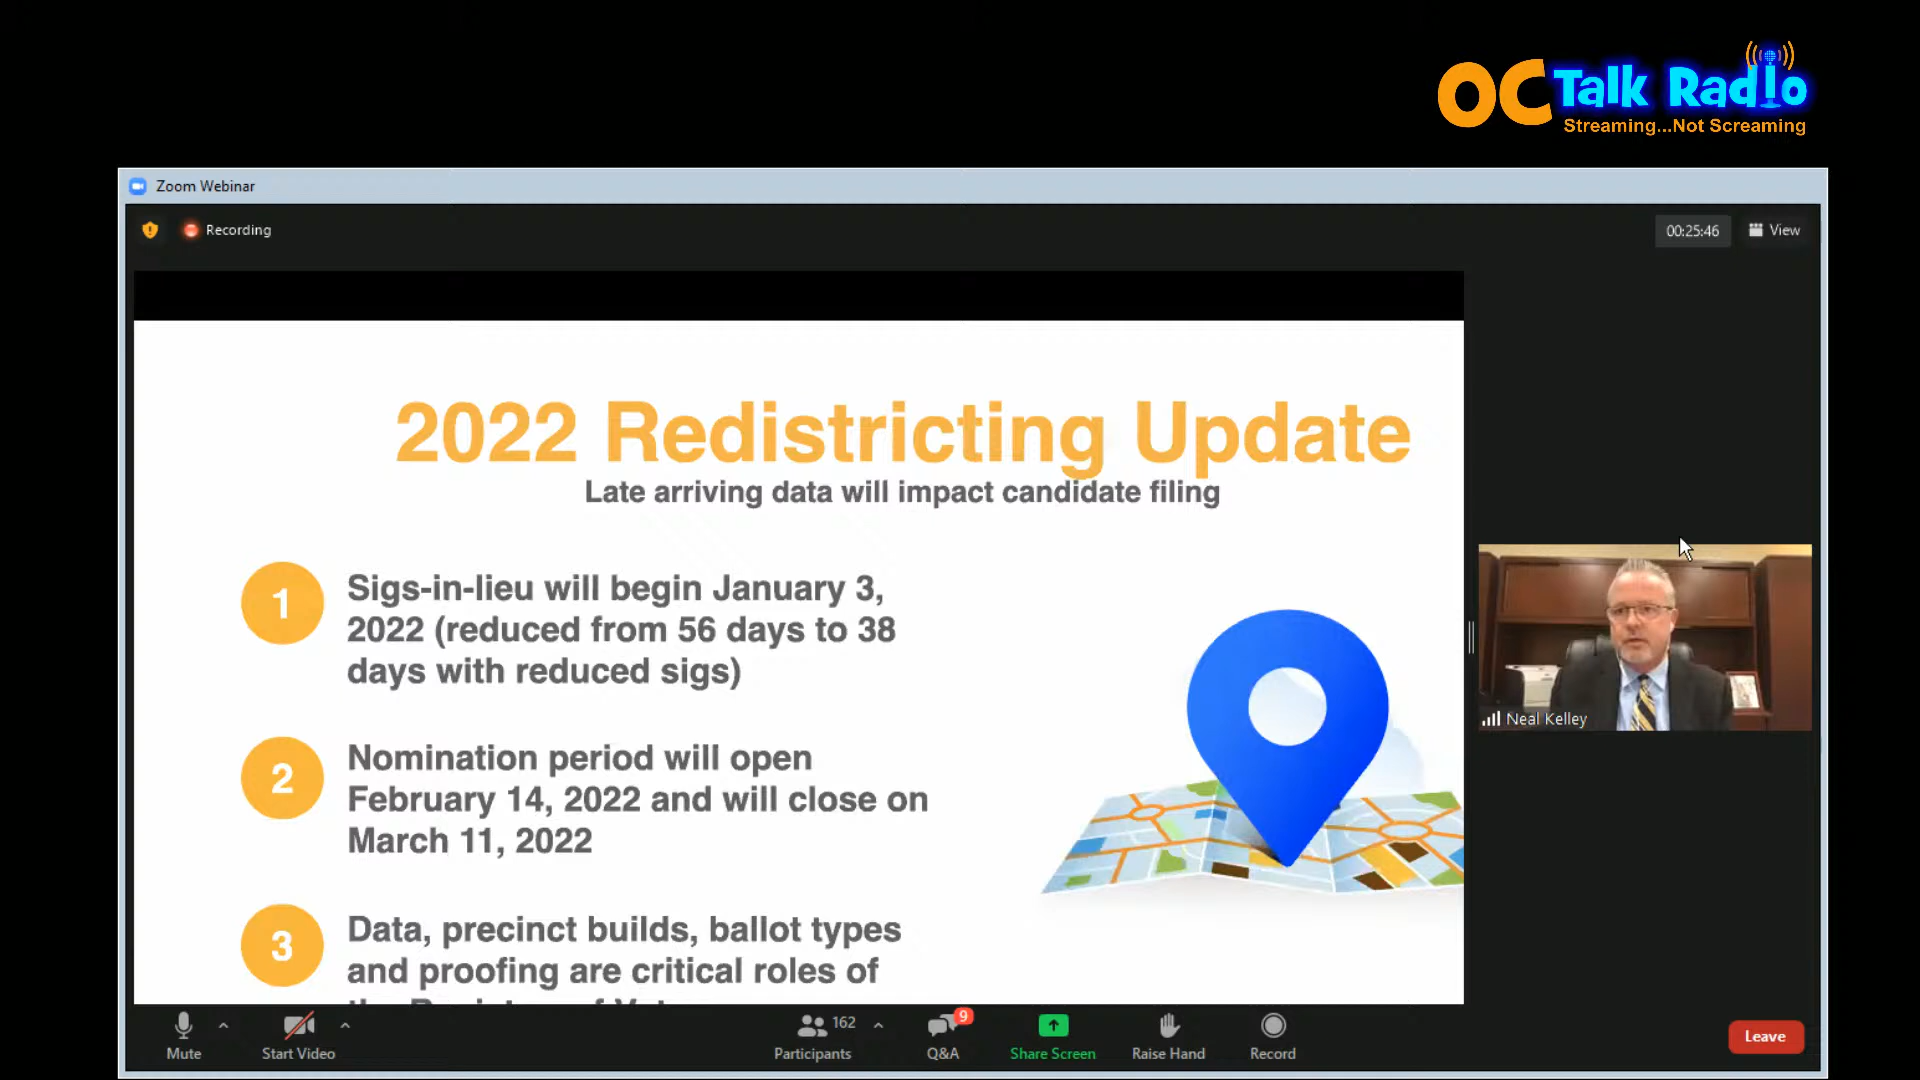 OC Talk Radio
Streaming...Not Screaming
Zoom Webinar
Recording
00:25:46
View
2022 Redistricting Update
Late arriving data will impact candidate filing
1
Sigs-in-lieu will begin January 3,
2022 (reduced from 56 days to 38
days with reduced sigs)
2
Nomination period will open
February 14, 2022 and will close on
March 11, 2022
3
Data, precinct builds, ballot types
and proofing are critical roles of
Neal Kelley
Mute
Start Video
162
Participants
9
Q&A
Share Screen
Raise Hand
Record
Leave